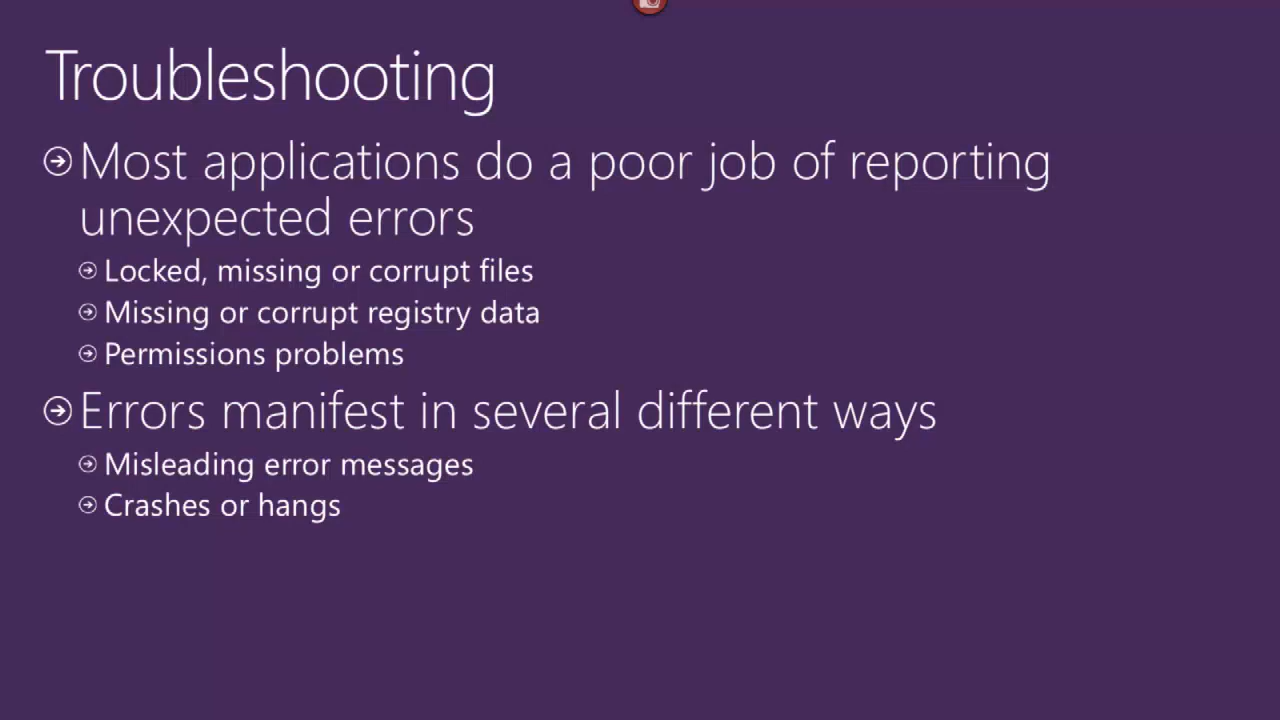 Troubleshooting
Most applications do a poor job of reporting
unexpected errors
Locked, missing or corrupt files
Missing or corrupt registry data
Permissions problems
Errors manifest in several different ways
Misleading error messages
Crashes or hangs